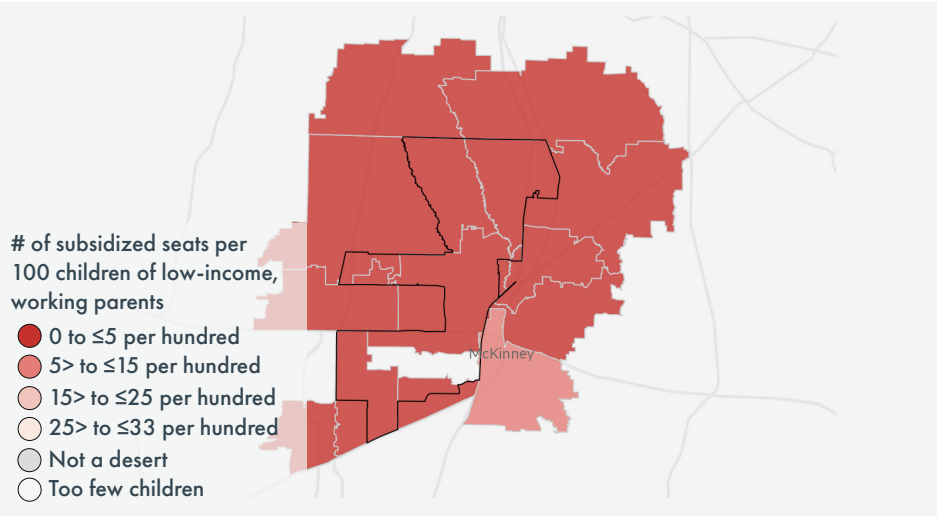 # of subsidized seats per
100 children of low-income,
working parents
0 to ≤5 per hundred
5> to ≤15 per hundred
15> to ≤25 per hundred
25> to ≤33 per hundred
Not a desert
Too few children
McKinney